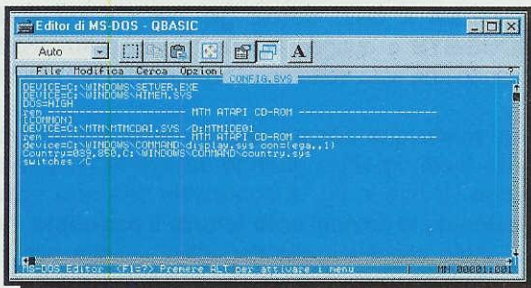 Editor di MS-DOS - QBASIC
Auto
A
File Modifica Cerca Opzioni ?
CONFIG.SYS
DEVICE=C:\WINDOWS\SETVER.EXE
DEVICE=C:\WINDOWS\HIMEM.SYS
DOS=HIGH
rem ------------------- MTM ATAPI CD-ROM -------------------
[COMMON]
DEVICE=C:\MTM\MTMCDAI.SYS /D:MTMIDE01
rem ------------------- MTM ATAPI CD-ROM -------------------
device=C:\WINDOWS\COMMAND\display.sys con=(ega,,1)
Country=039,850,C:\WINDOWS\COMMAND\country.sys
switches /C
MS-DOS Editor <F1=?> Premere ALT per attivare i menu MN 00001:001